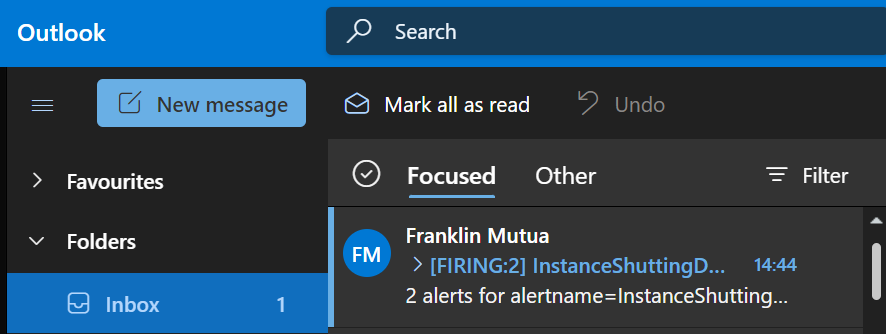 Outlook
Search
New message
Mark all as read
Undo
Favourites
Focused
Other
Filter
Folders
Franklin Mutua
FM
[FIRING:2] InstanceShuttingD... 14:44
2 alerts for alertname=InstanceShutting...
Inbox 1